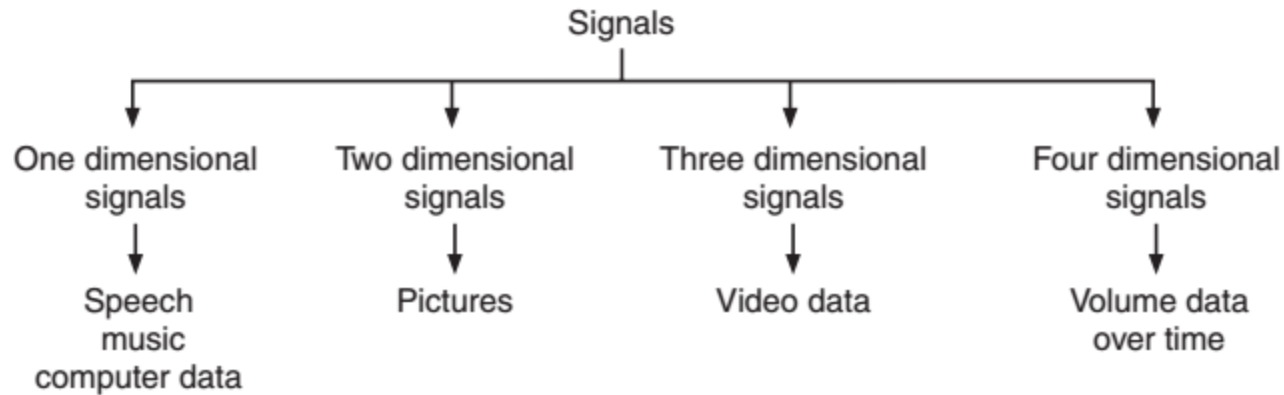 Signals
One dimensional
signals
Two dimensional
signals
Three dimensional
signals
Four dimensional
signals
Speech
music
computer data
Pictures
Video data
Volume data
over time